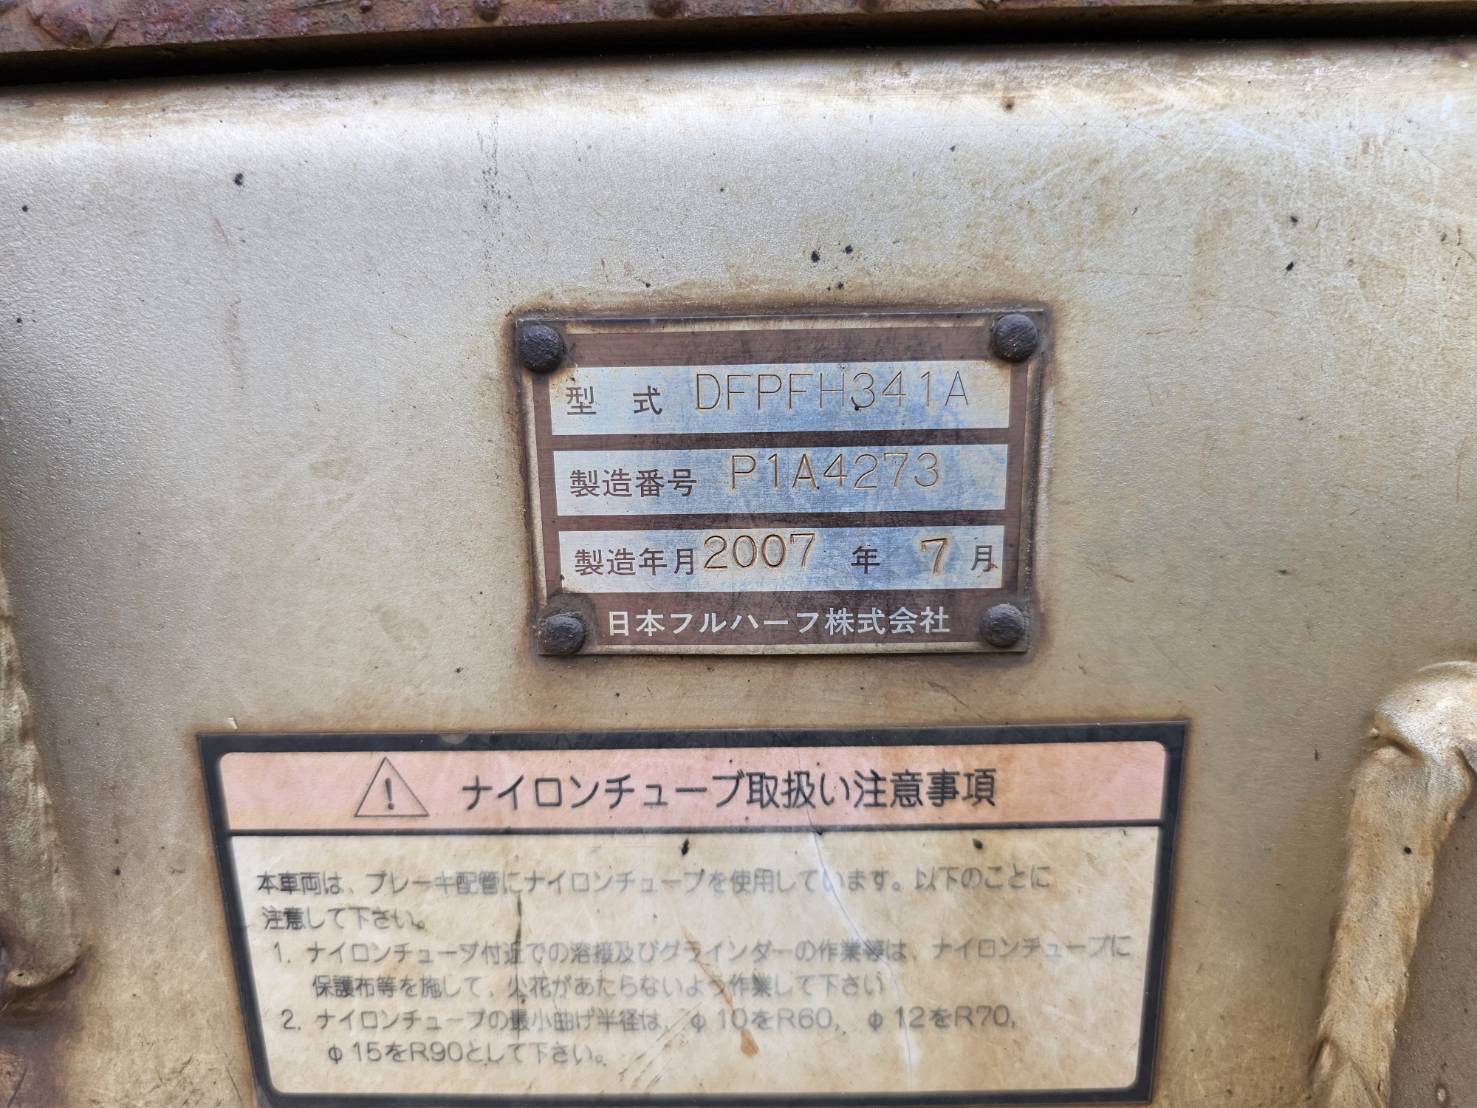 型 式 DFPFH341A
製造番号 P1A4273
製造年月 2007 年 7 月
日本フルハーフ株式会社
ナイロンチューブ取扱い注意事項
本車両は、ブレーキ配管にナイロンチューブを使用しています。以下のことに
注意して下さい。
1. ナイロンチューブ付近での溶接及びグラインダーの作業等は、ナイロンチューブに
保護布等を施して、火花があたらないよう作業して下さい
2. ナイロンチューブの最小曲げ半径は、φ10をR60, φ12をR70,
φ15をR90として下さい。